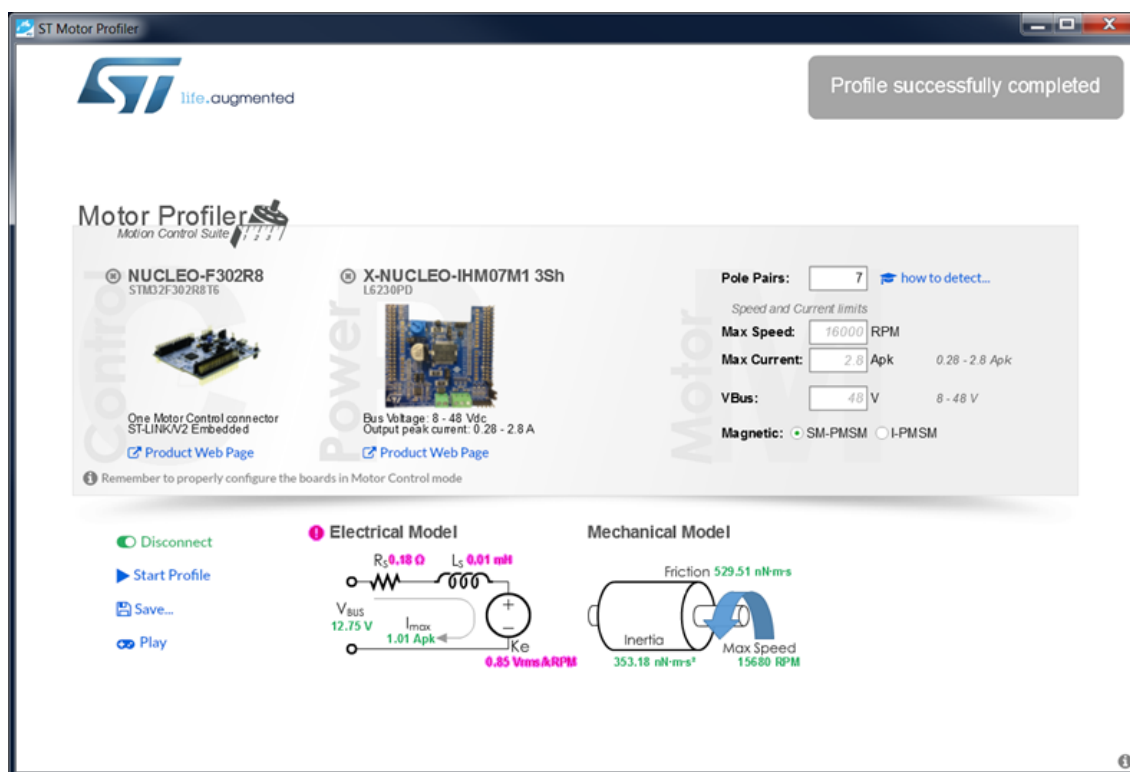 ST Motor Profiler
life.augmented
Profile successfully completed
Motor Profiler
Motion Control Suite
1 2 3
Control
NUCLEO-F302R8
STM32F302R8T6
One Motor Control connector
ST-LINK/V2 Embedded
Product Web Page
Power
X-NUCLEO-IHM07M1 3Sh
L6230PD
Bus Voltage: 8 - 48 Vdc
Output peak current: 0.28 - 2.8 A
Product Web Page
Motor
Pole Pairs: 7 how to detect...
Speed and Current limits
Max Speed: 16000 RPM
Max Current: 2.8 Apk 0.28 - 2.8 Apk
VBus: 48 V 8 - 48 V
Magnetic: SM-PMSM I-PMSM
Remember to properly configure the boards in Motor Control mode
Disconnect
Start Profile
Save...
Play
Electrical Model
Rs 0.18 Ω Ls 0.01 mH
VBUS
12.75 V
Imax
1.01 Apk
Ke
0.85 Vrms/kRPM
Mechanical Model
Friction 529.51 nN·m·s
Inertia
353.18 nN·m·s²
Max Speed
15680 RPM